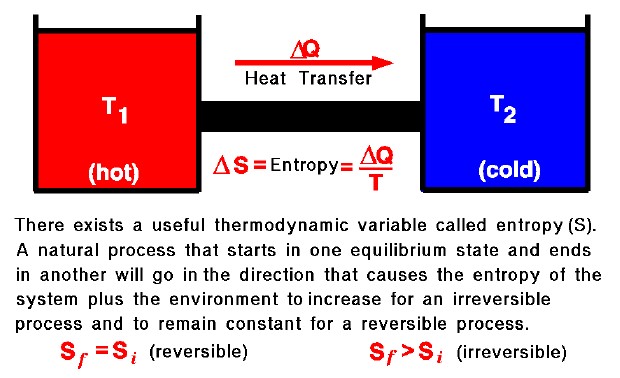 ΔQ
Heat Transfer
T1
(hot)
T2
(cold)
ΔS = Entropy = ΔQ/T
There exists a useful thermodynamic variable called entropy (S).
A natural process that starts in one equilibrium state and ends
in another will go in the direction that causes the entropy of the
system plus the environment to increase for an irreversible
process and to remain constant for a reversible process.
Sf = Si (reversible) Sf > Si (irreversible)